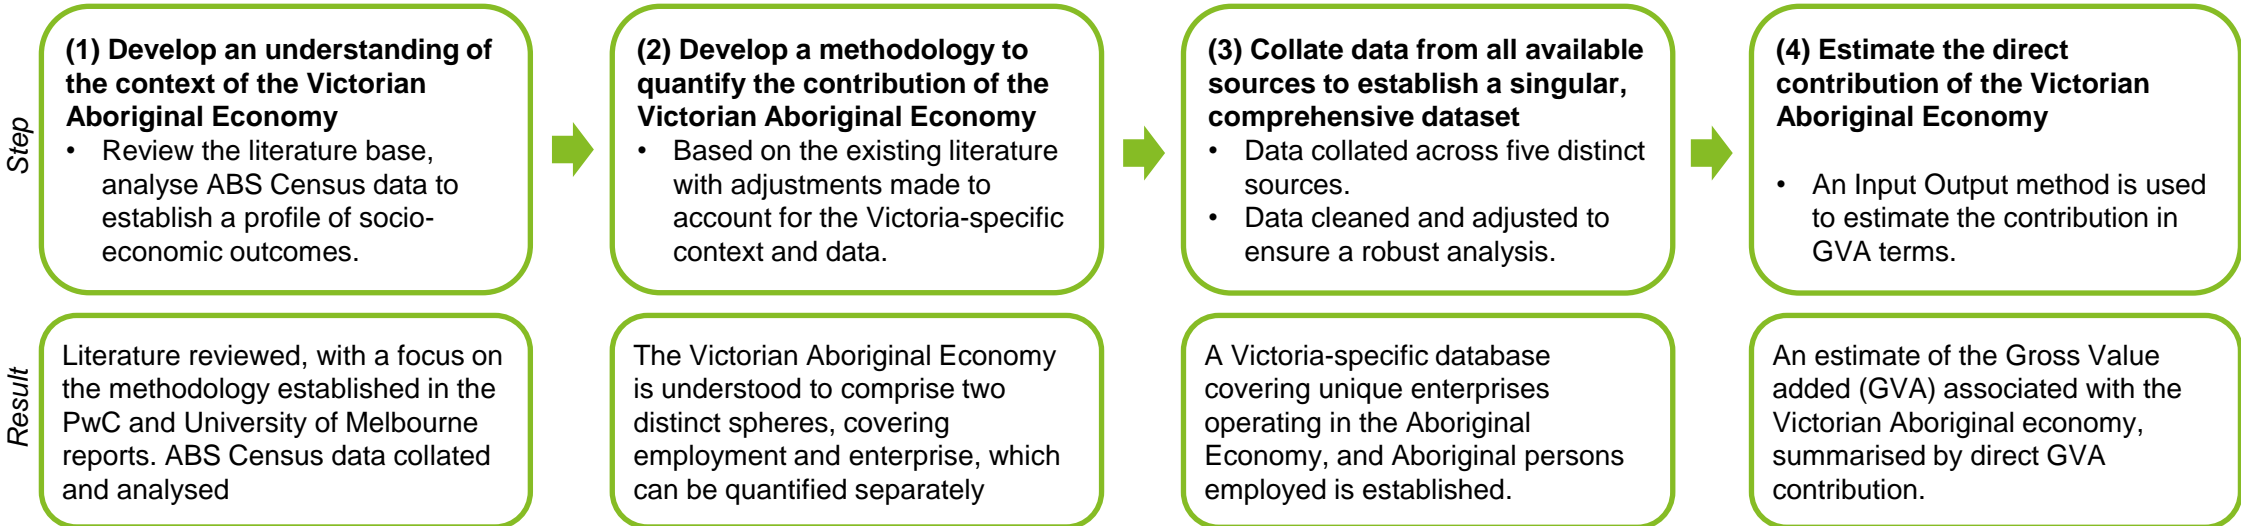 Step
(1) Develop an understanding of
the context of the Victorian
Aboriginal Economy
• Review the literature base,
analyse ABS Census data to
establish a profile of socio-
economic outcomes.
(2) Develop a methodology to
quantify the contribution of the
Victorian Aboriginal Economy
• Based on the existing literature
with adjustments made to
account for the Victoria-specific
context and data.
(3) Collate data from all available
sources to establish a singular,
comprehensive dataset
• Data collated across five distinct
sources.
• Data cleaned and adjusted to
ensure a robust analysis.
(4) Estimate the direct
contribution of the Victorian
Aboriginal Economy
• An Input Output method is used
to estimate the contribution in
GVA terms.
Result
Literature reviewed, with a focus on
the methodology established in the
PwC and University of Melbourne
reports. ABS Census data collated
and analysed
The Victorian Aboriginal Economy
is understood to comprise two
distinct spheres, covering
employment and enterprise, which
can be quantified separately
A Victoria-specific database
covering unique enterprises
operating in the Aboriginal
Economy, and Aboriginal persons
employed is established.
An estimate of the Gross Value
added (GVA) associated with the
Victorian Aboriginal economy,
summarised by direct GVA
contribution.